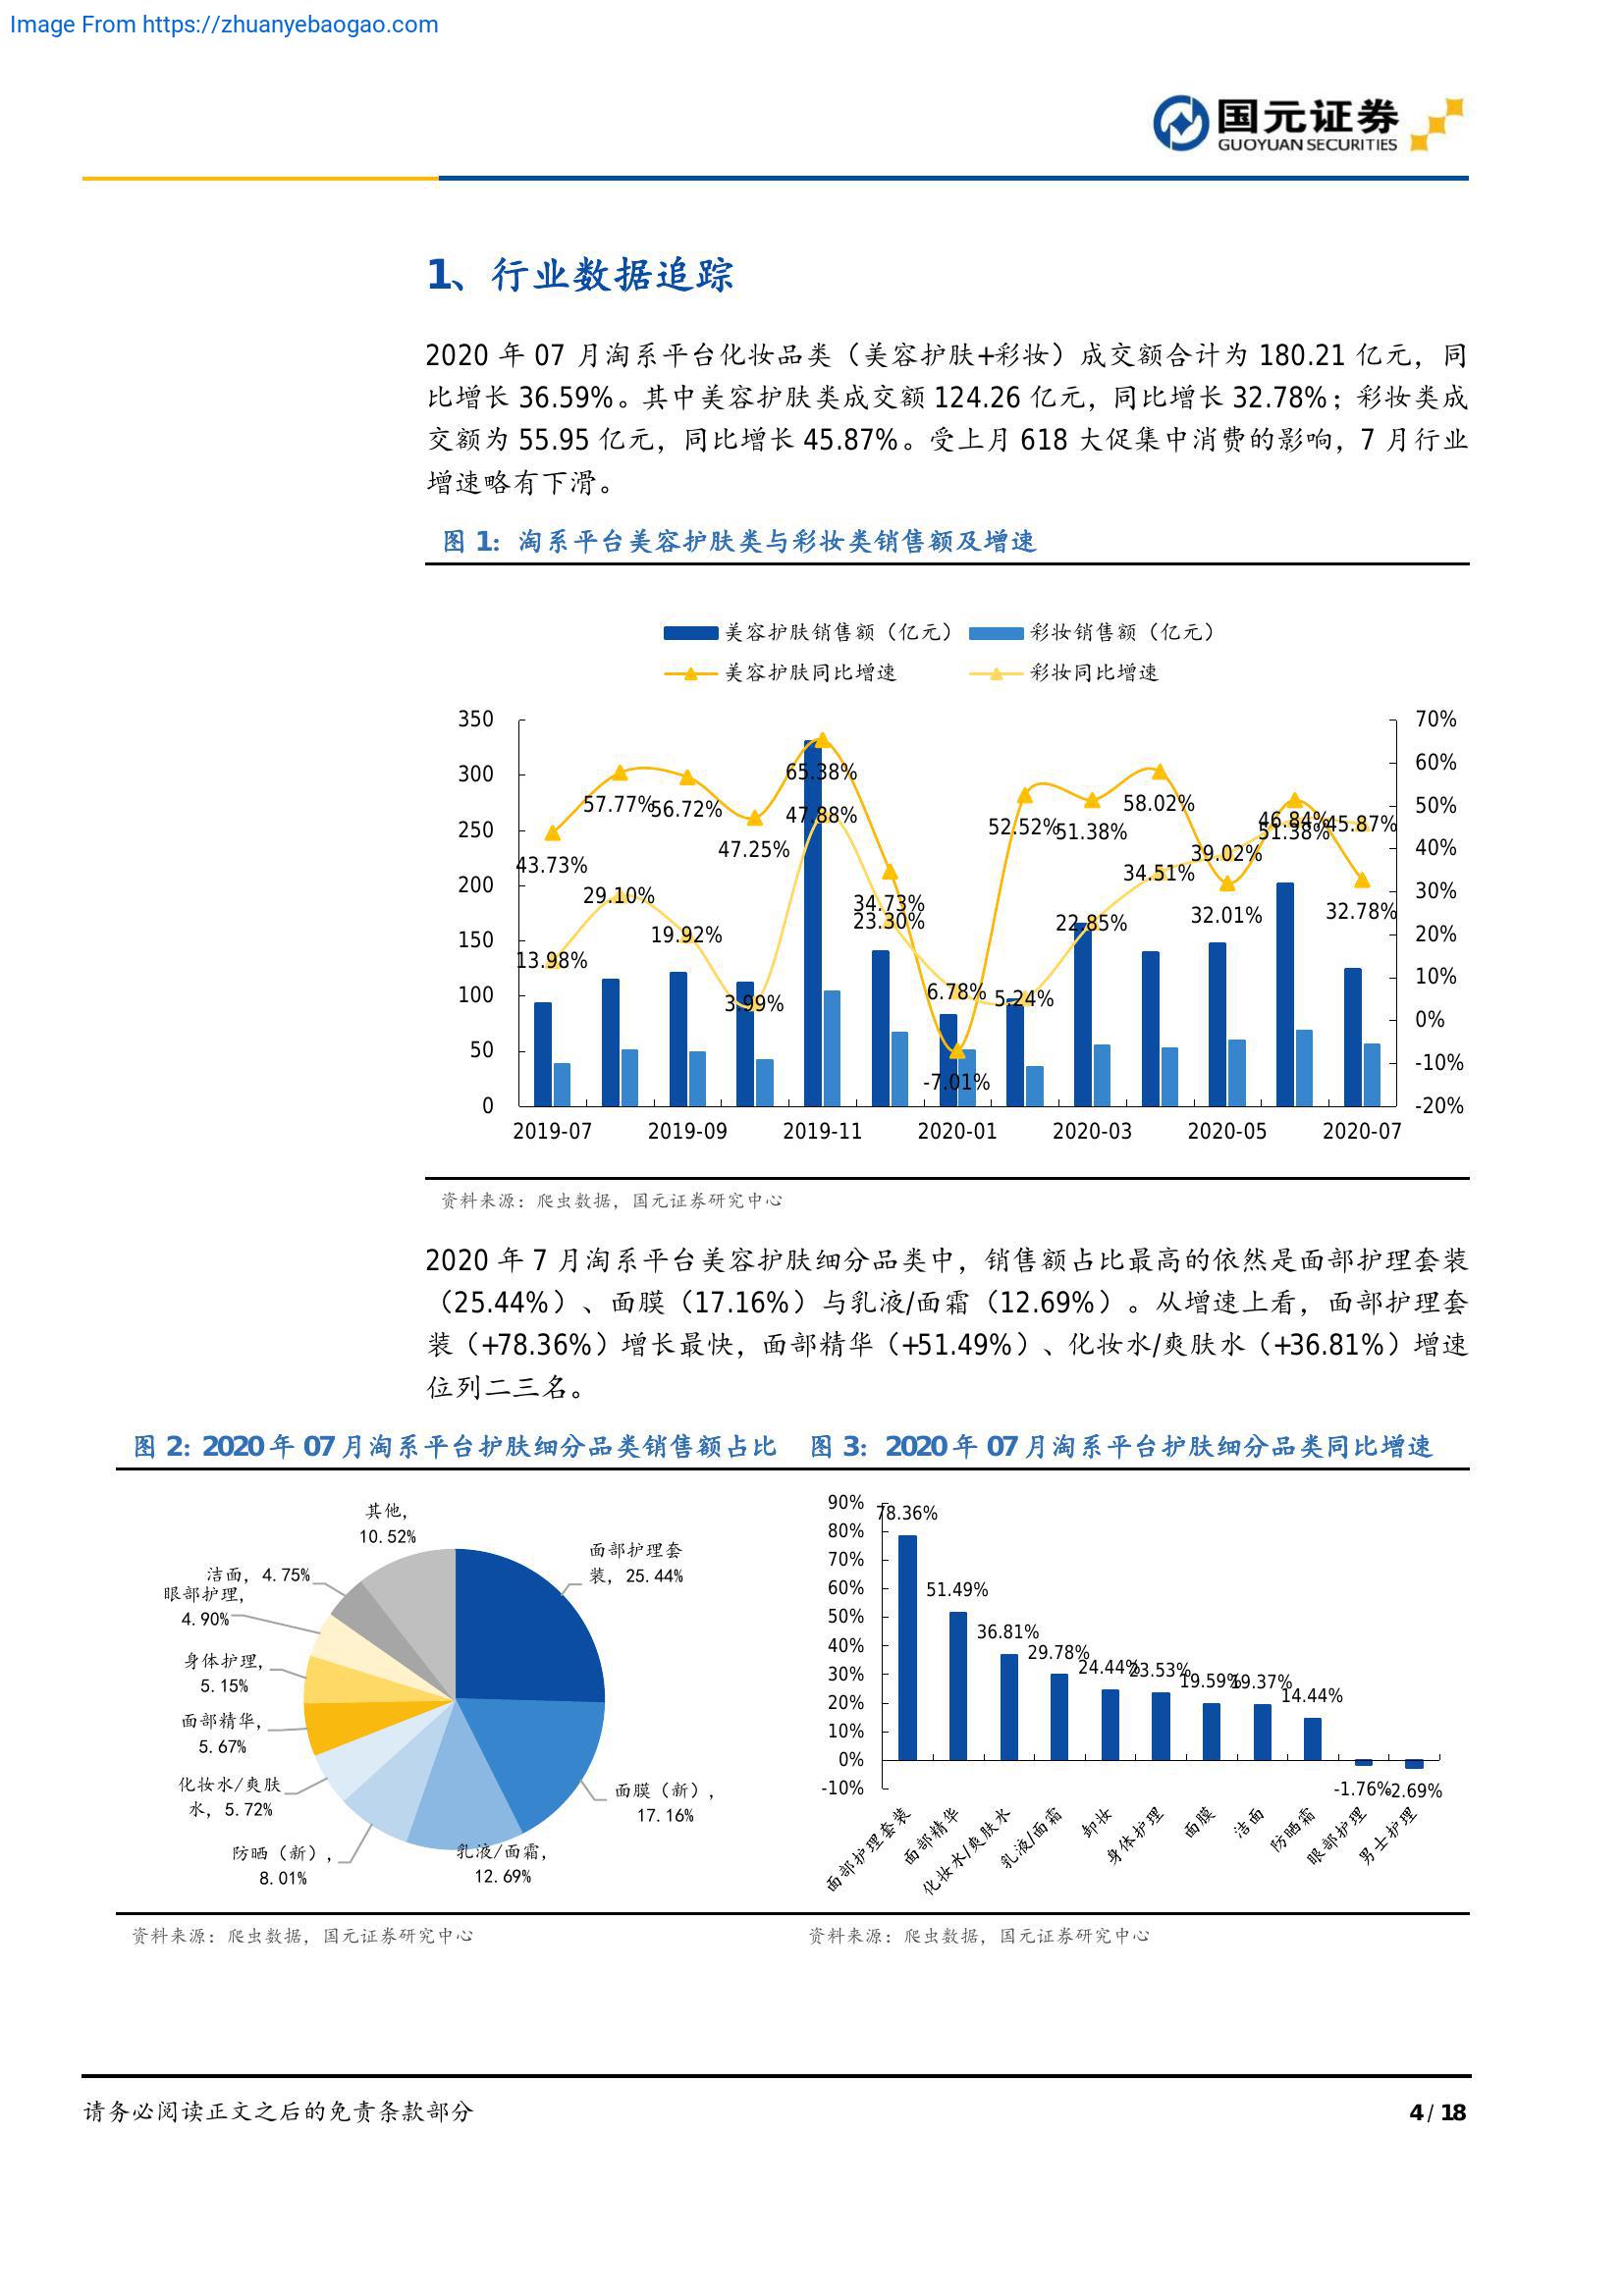 Image From https://zhuanyebaogao.com
国元证券
GUOYUAN SECURITIES
1、行业数据追踪
2020 年 07 月淘系平台化妆品类（美容护肤+彩妆）成交额合计为 180.21 亿元，同
比增长 36.59%。其中美容护肤类成交额 124.26 亿元，同比增长 32.78%；彩妆类成
交额为 55.95 亿元，同比增长 45.87%。受上月 618 大促集中消费的影响，7 月行业
增速略有下滑。
图 1：淘系平台美容护肤类与彩妆类销售额及增速
美容护肤销售额（亿元） 彩妆销售额（亿元）
美容护肤同比增速 彩妆同比增速
350
300
250
200
150
100
50
0
70%
60%
50%
40%
30%
20%
10%
0%
-10%
-20%
43.73%
57.77%
56.72%
47.25%
65.38%
34.73%
-7.01%
52.52%
51.38%
58.02%
32.01%
51.38%
32.78%
13.98%
29.10%
19.92%
3.99%
47.88%
23.30%
6.78%
5.24%
22.85%
34.51%
39.02%
46.84%
45.87%
2019-07 2019-09 2019-11 2020-01 2020-03 2020-05 2020-07
资料来源：爬虫数据，国元证券研究中心
2020 年 7 月淘系平台美容护肤细分品类中，销售额占比最高的依然是面部护理套装
（25.44%）、面膜（17.16%）与乳液/面霜（12.69%）。从增速上看，面部护理套
装（+78.36%）增长最快，面部精华（+51.49%）、化妆水/爽肤水（+36.81%）增速
位列二三名。
图 2：2020 年 07 月淘系平台护肤细分品类销售额占比
其他，
10.52%
面部护理套
装，25.44%
洁面，4.75%
眼部护理，
4.90%
身体护理，
5.15%
面部精华，
5.67%
化妆水/爽肤
水，5.72%
防晒（新），
8.01%
乳液/面霜，
12.69%
面膜（新），
17.16%
资料来源：爬虫数据，国元证券研究中心
图 3：2020 年 07 月淘系平台护肤细分品类同比增速
90%
80%
70%
60%
50%
40%
30%
20%
10%
0%
-10%
78.36%
51.49%
36.81%
29.78%
24.44%
23.53%
19.59%
19.37%
14.44%
-1.76%
-2.69%
面部护理套装
面部精华
化妆水/爽肤水
乳液/面霜
卸妆
身体护理
面膜
洁面
防晒霜
眼部护理
男士护理
资料来源：爬虫数据，国元证券研究中心
请务必阅读正文之后的免责条款部分
4 / 18